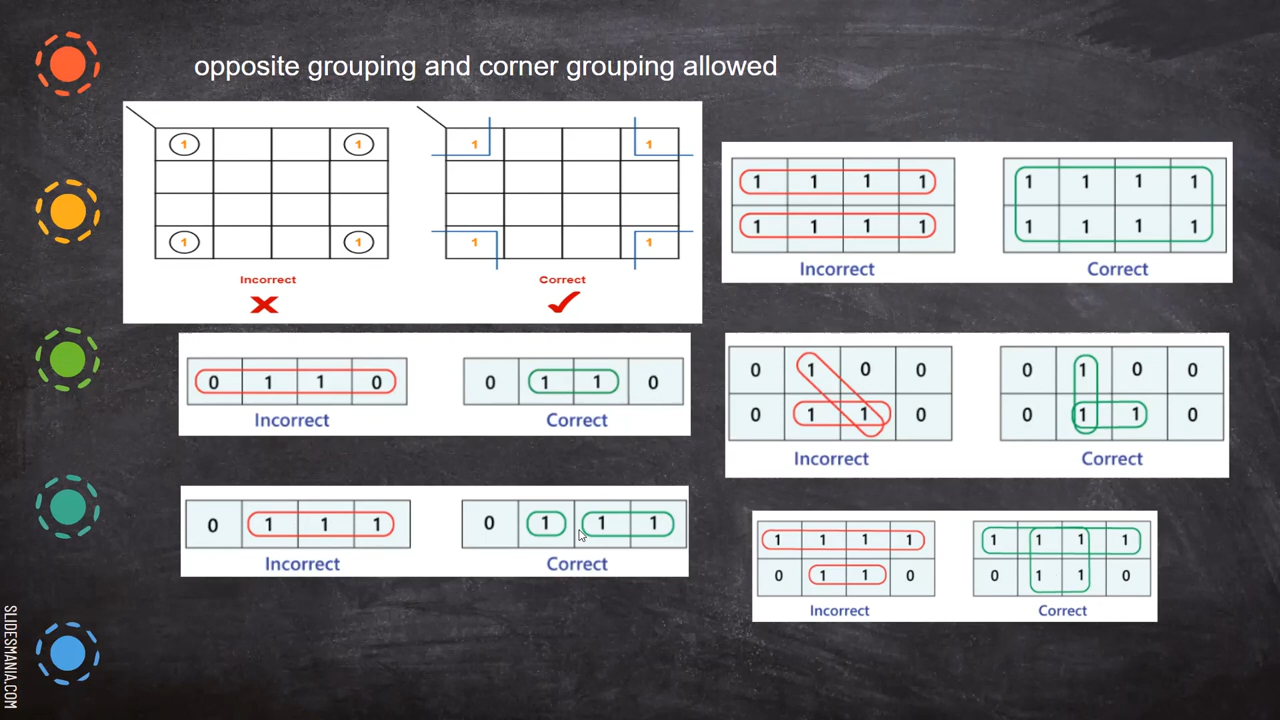 opposite grouping and corner grouping allowed
1 1 1 1
1 1 1 1
Incorrect Correct
1 1 1 1 1 1 1 1
1 1 1 1 1 1 1 1
Incorrect Correct
0 1 1 0 0 1 1 0
Incorrect Correct
0 1 0 0 0 1 0 0
0 1 1 0 0 1 1 0
Incorrect Correct
0 1 1 1 0 1 1 1
Incorrect Correct
1 1 1 1 1 1 1 1
0 1 1 0 0 1 1 0
Incorrect Correct
SLIDESMANIA.COM